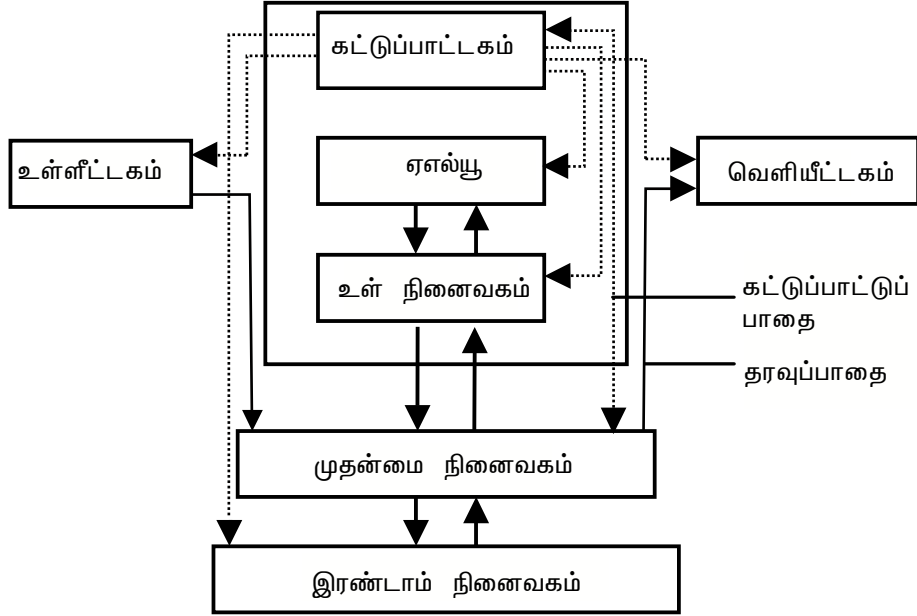 கட்டுப்பாட்டகம்
உள்ளீட்டகம்
ஏஎல்யூ
வெளியீட்டகம்
உள் நினைவகம்
கட்டுப்பாட்டுப்
பாதை
தரவுப்பாதை
முதன்மை நினைவகம்
இரண்டாம் நினைவகம்